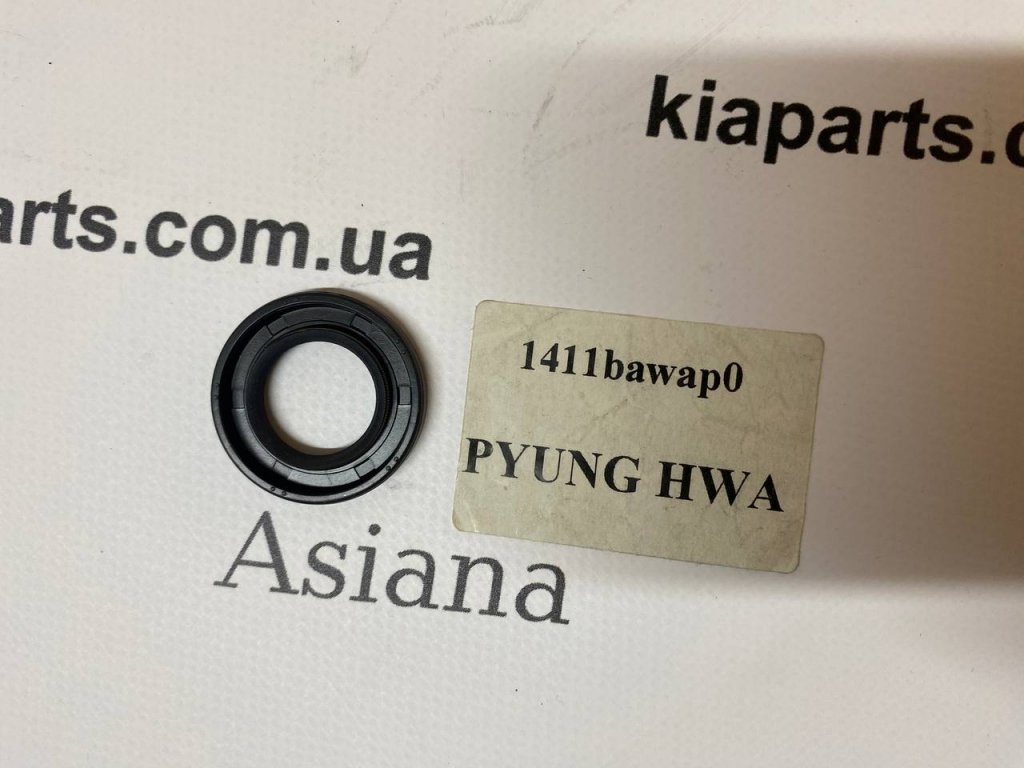 kiaparts.c
arts.com.ua
1411bawap0
PYUNG HWA
Asiana